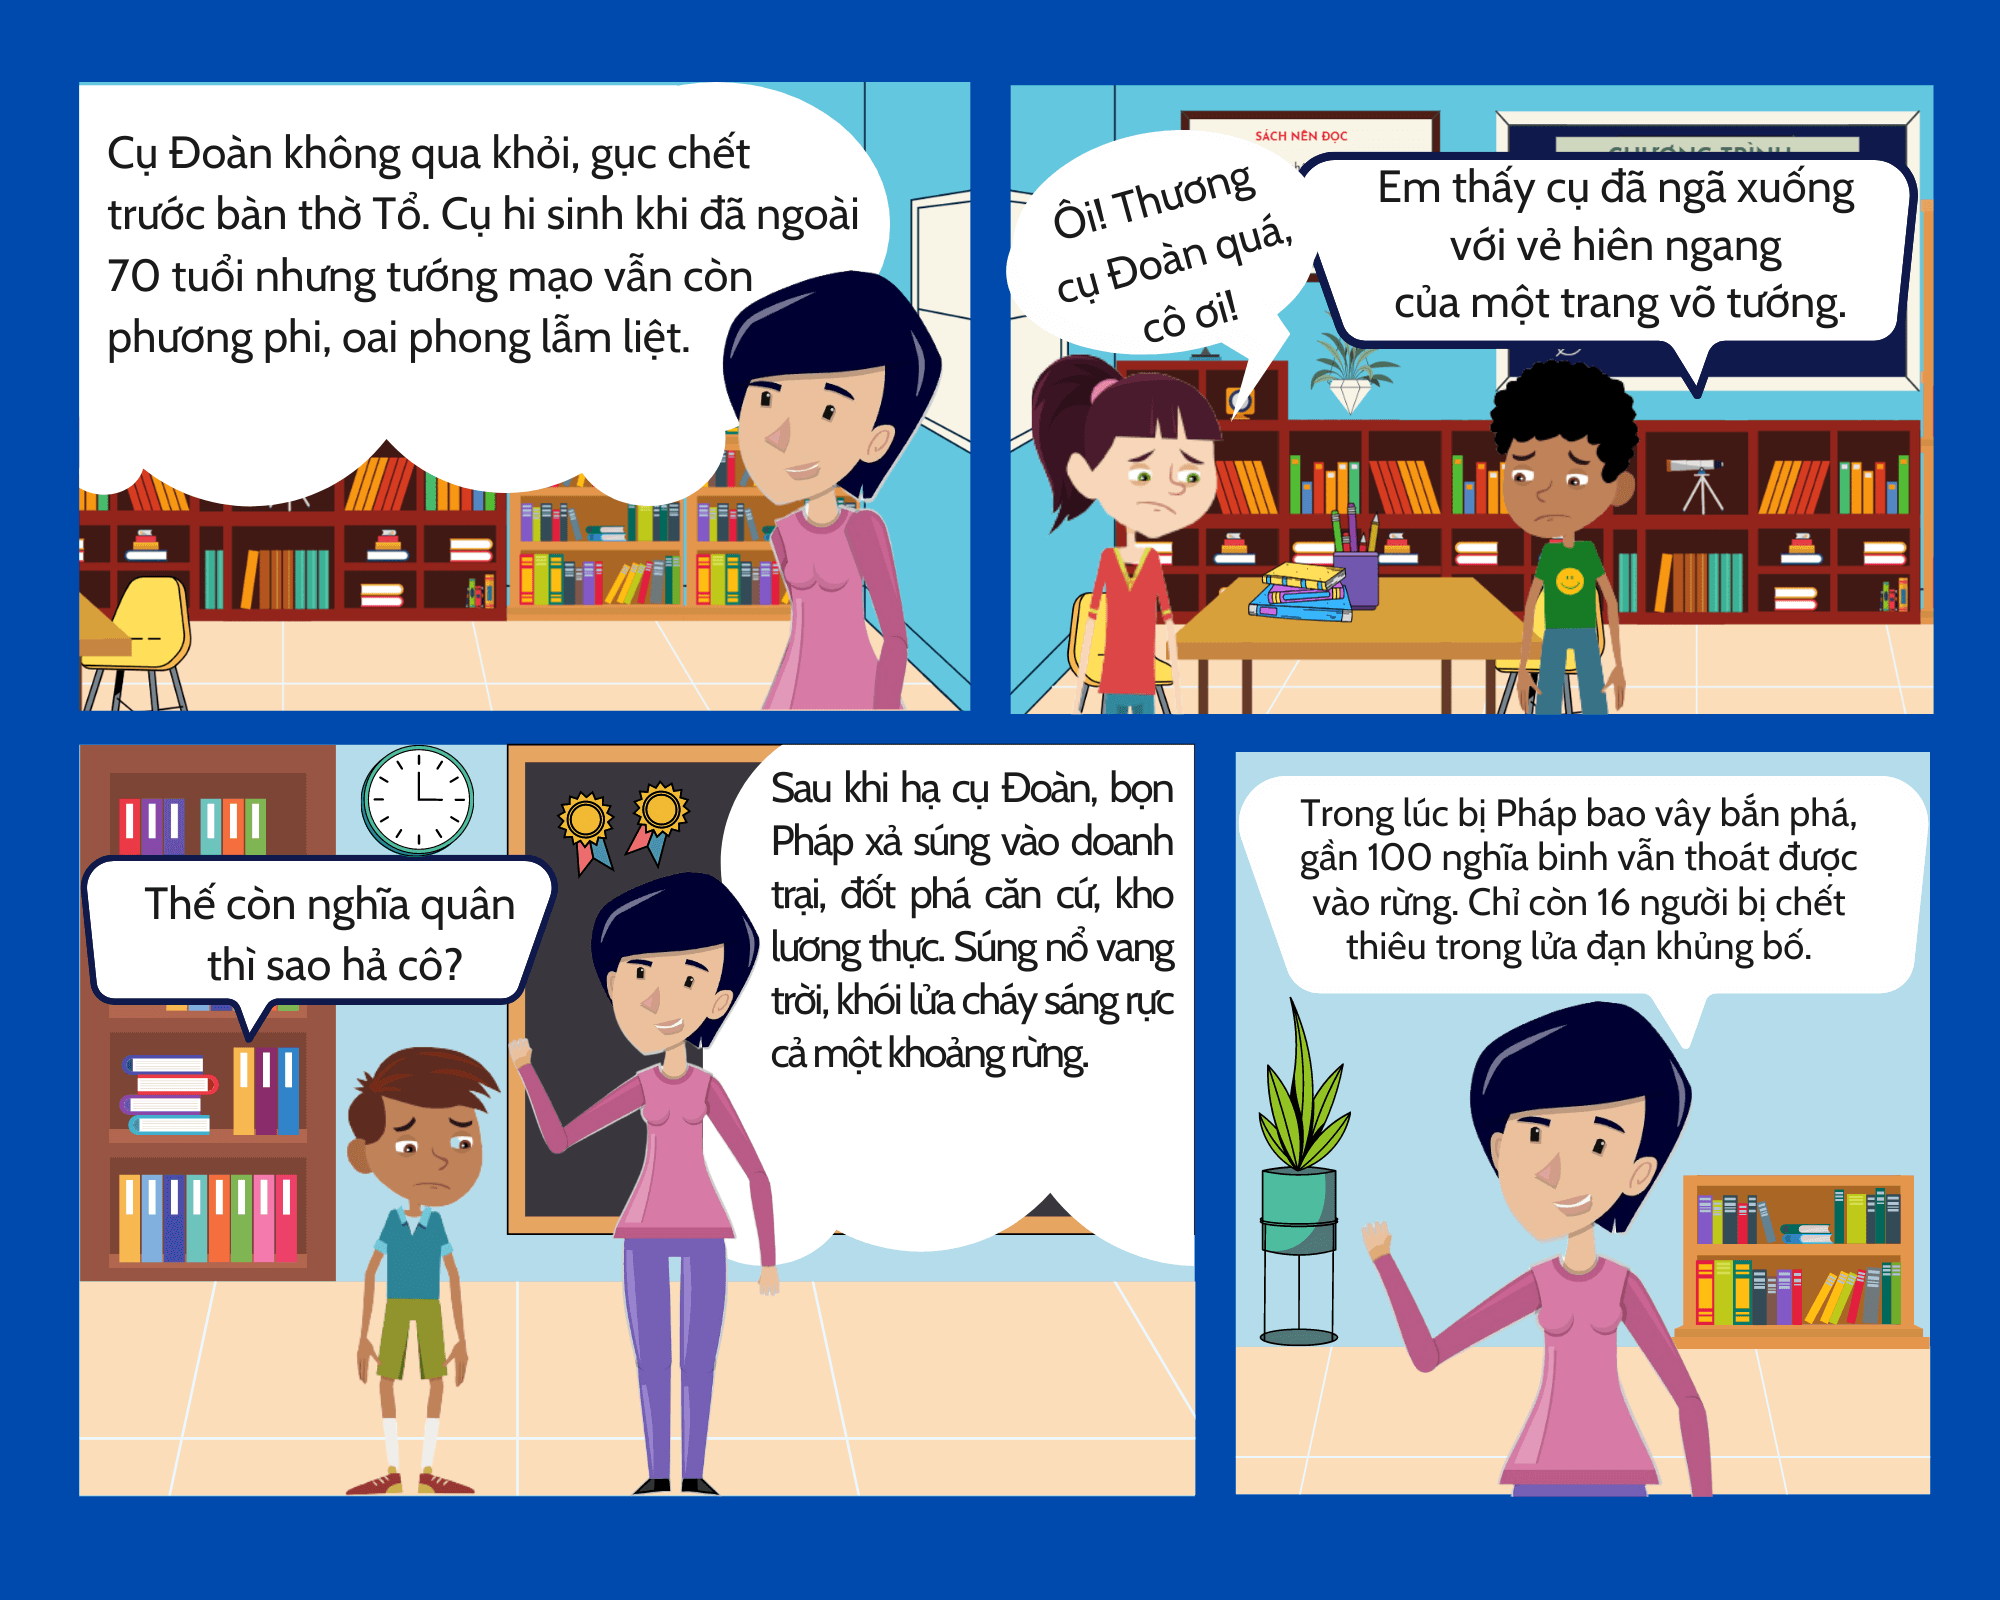 Cụ Đoàn không qua khỏi, gục chết
trước bàn thờ Tổ. Cụ hi sinh khi đã ngoài
70 tuổi nhưng tướng mạo vẫn còn
phương phi, oai phong lẫm liệt.
SÁCH NÊN ĐỌC
Ôi! Thương
cụ Đoàn quá,
cô ơi!
Em thấy cụ đã ngã xuống
với vẻ hiên ngang
của một trang võ tướng.
Thế còn nghĩa quân
thì sao hả cô?
Sau khi hạ cụ Đoàn, bọn
Pháp xả súng vào doanh
trại, đốt phá căn cứ, kho
lương thực. Súng nổ vang
trời, khói lửa cháy sáng rực
cả một khoảng rừng.
Trong lúc bị Pháp bao vây bắn phá,
gần 100 nghĩa binh vẫn thoát được
vào rừng. Chỉ còn 16 người bị chết
thiêu trong lửa đạn khủng bố.